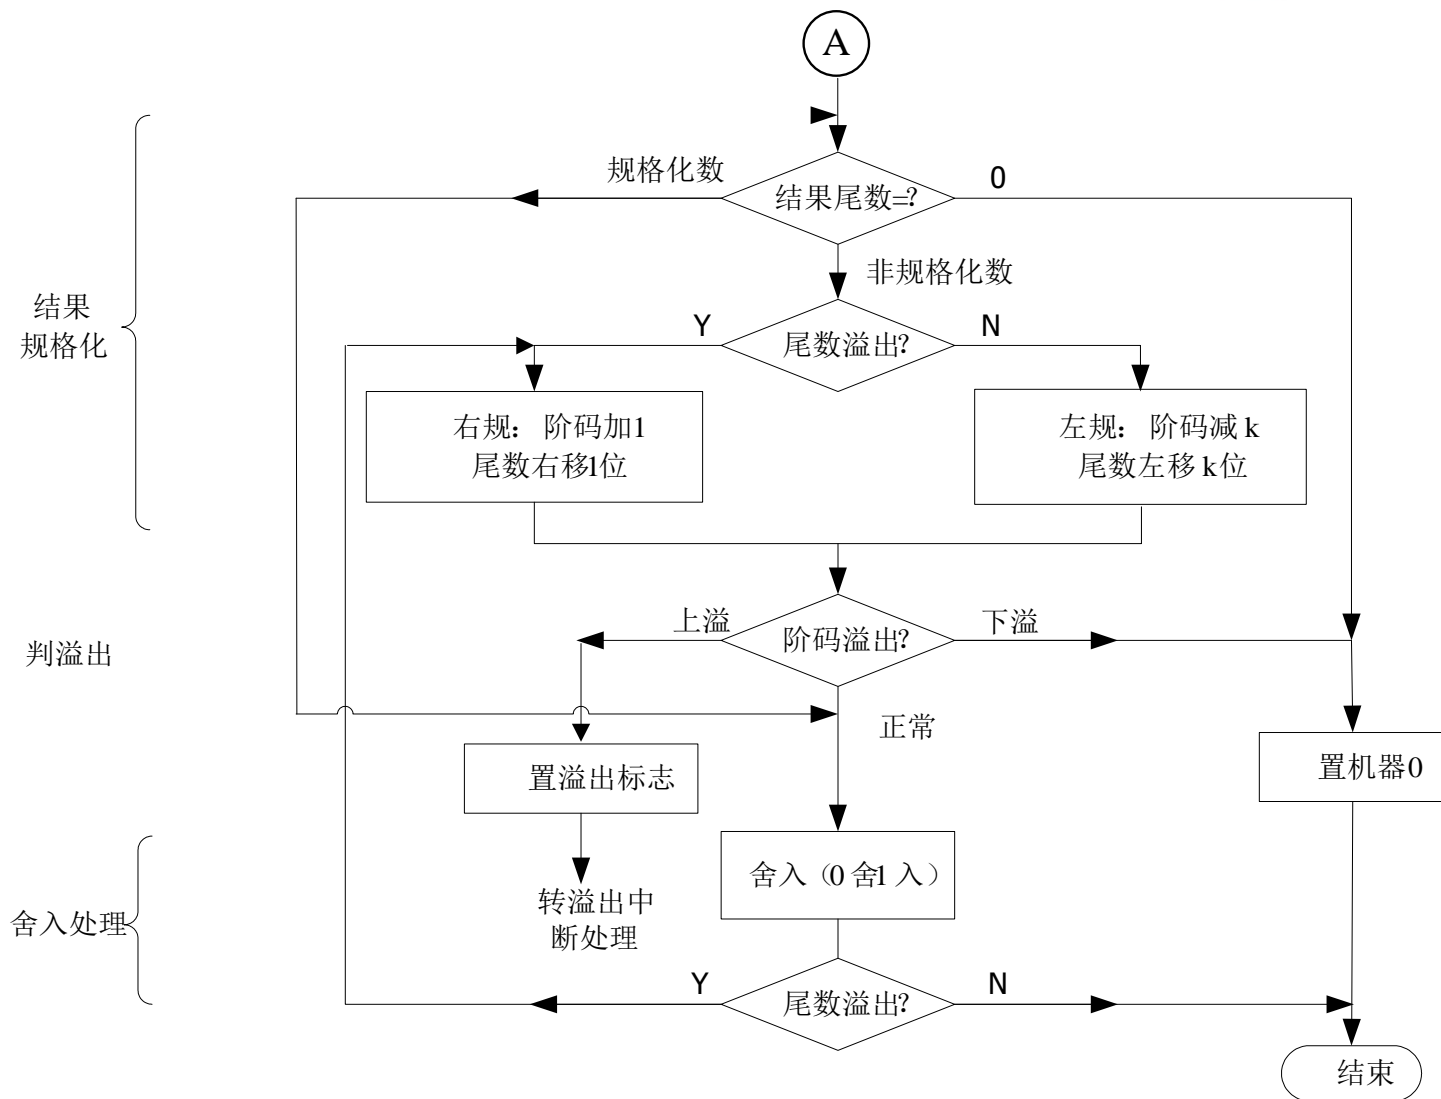 A
规格化数
0
结果尾数=?
非规格化数
结果
规格化
Y
尾数溢出?
N
右规： 阶码加1
尾数右移1位
左规： 阶码减 k
尾数左移 k位
判溢出
上溢
阶码溢出?
下溢
正常
置溢出标志
置机器0
舍入处理
舍入（0 舍1 入）
转溢出中
断处理
Y
尾数溢出?
N
结束